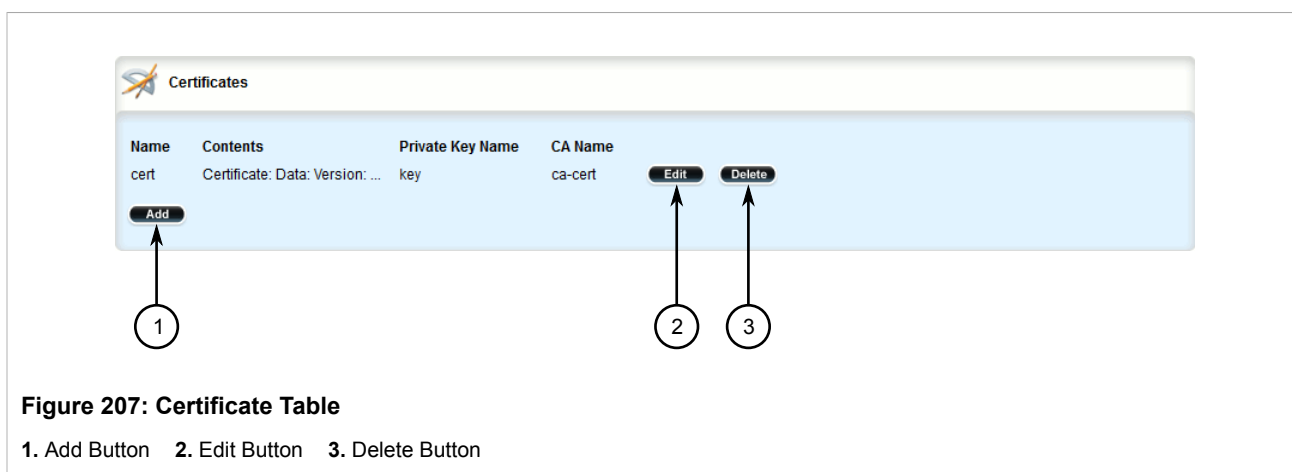 Certificates
Name Contents Private Key Name CA Name
cert Certificate: Data: Version: ... key ca-cert Edit Delete
Add
1 2 3
Figure 207: Certificate Table
1. Add Button 2. Edit Button 3. Delete Button